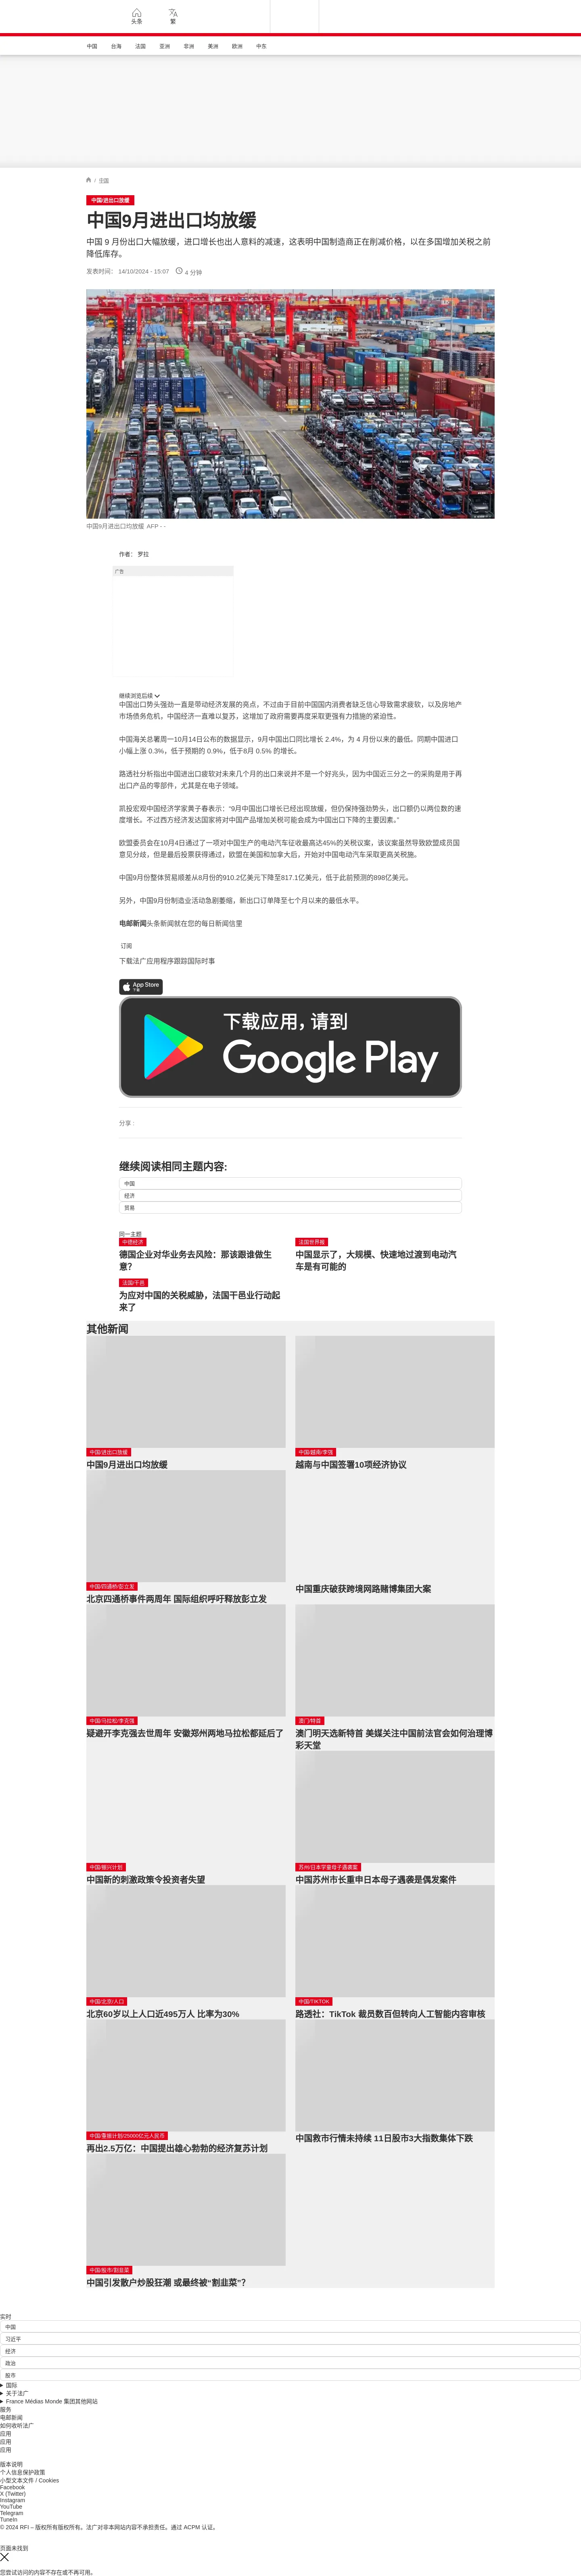 头条
繁
中国
台海
法国
亚洲
非洲
美洲
欧洲
中东
/ 中国
中国/进出口放缓
中国9月进出口均放缓
中国 9 月份出口大幅放缓，进口增长也出人意料的减速，这表明中国制造商正在削减价格，以在多国增加关税之前降低库存。
发表时间： 14/10/2024 - 15:07
4 分钟
中国9月进出口均放缓 AFP - -
作者： 罗拉
广告
继续浏览后续
中国出口势头强劲一直是带动经济发展的亮点，不过由于目前中国国内消费者缺乏信心导致需求疲软，以及房地产
市场债务危机，中国经济一直难以复苏，这增加了政府需要再度采取更强有力措施的紧迫性。
中国海关总署周一10月14日公布的数据显示，9月中国出口同比增长 2.4%，为 4 月份以来的最低。同期中国进口
小幅上涨 0.3%，低于预期的 0.9%，低于8月 0.5% 的增长。
路透社分析指出中国进出口疲软对未来几个月的出口来说并不是一个好兆头，因为中国近三分之一的采购是用于再
出口产品的零部件，尤其是在电子领域。
凯投宏观中国经济学家黄子春表示：“9月中国出口增长已经出现放缓，但仍保持强劲势头，出口额仍以两位数的速
度增长。不过西方经济发达国家将对中国产品增加关税可能会成为中国出口下降的主要因素。”
欧盟委员会在10月4日通过了一项对中国生产的电动汽车征收最高达45%的关税议案，该议案虽然导致欧盟成员国
意见分歧，但是最后投票获得通过，欧盟在美国和加拿大后，开始对中国电动汽车采取更高关税施。
中国9月份整体贸易顺差从8月份的910.2亿美元下降至817.1亿美元，低于此前预测的898亿美元。
另外，中国9月份制造业活动急剧萎缩，新出口订单降至七个月以来的最低水平。
电邮新闻头条新闻就在您的每日新闻信里
订阅
下载法广应用程序跟踪国际时事
App Store
下载
下载应用，请到
Google Play
分享 :
继续阅读相同主题内容:
中国
经济
贸易
同一主题
中德经济
德国企业对华业务去风险：那该跟谁做生意？
法国世界报
中国显示了，大规模、快速地过渡到电动汽车是有可能的
法国/干邑
为应对中国的关税威胁，法国干邑业行动起来了
其他新闻
中国/进出口放缓
中国9月进出口均放缓
中国/越南/李强
越南与中国签署10项经济协议
中国/四通桥/彭立发
北京四通桥事件两周年 国际组织呼吁释放彭立发
中国重庆破获跨境网路赌博集团大案
中国/马拉松/李克强
疑避开李克强去世周年 安徽郑州两地马拉松都延后了
澳门/特首
澳门明天选新特首 美媒关注中国前法官会如何治理博彩天堂
中国/振兴计划
中国新的刺激政策令投资者失望
苏州/日本学童母子遇袭案
中国苏州市长重申日本母子遇袭是偶发案件
中国/北京/人口
北京60岁以上人口近495万人 比率为30%
中国/TIKTOK
路透社：TikTok 裁员数百但转向人工智能内容审核
中国/重振计划/25000亿元人民币
再出2.5万亿：中国提出雄心勃勃的经济复苏计划
中国救市行情未持续 11日股市3大指数集体下跌
中国/股市/割韭菜
中国引发散户炒股狂潮 或最终被“割韭菜”？
实时
中国
习近平
经济
政治
股市
国际
关于法广
France Médias Monde 集团其他网站
服务
电邮新闻
如何收听法广
应用
应用
应用
版本说明
个人信息保护政策
小型文本文件 / Cookies
Facebook
X (Twitter)
Instagram
YouTube
Telegram
TuneIn
© 2024 RFI – 版权所有版权所有。法广对非本网站内容不承担责任。通过 ACPM 认证。
页面未找到
您尝试访问的内容不存在或不再可用。